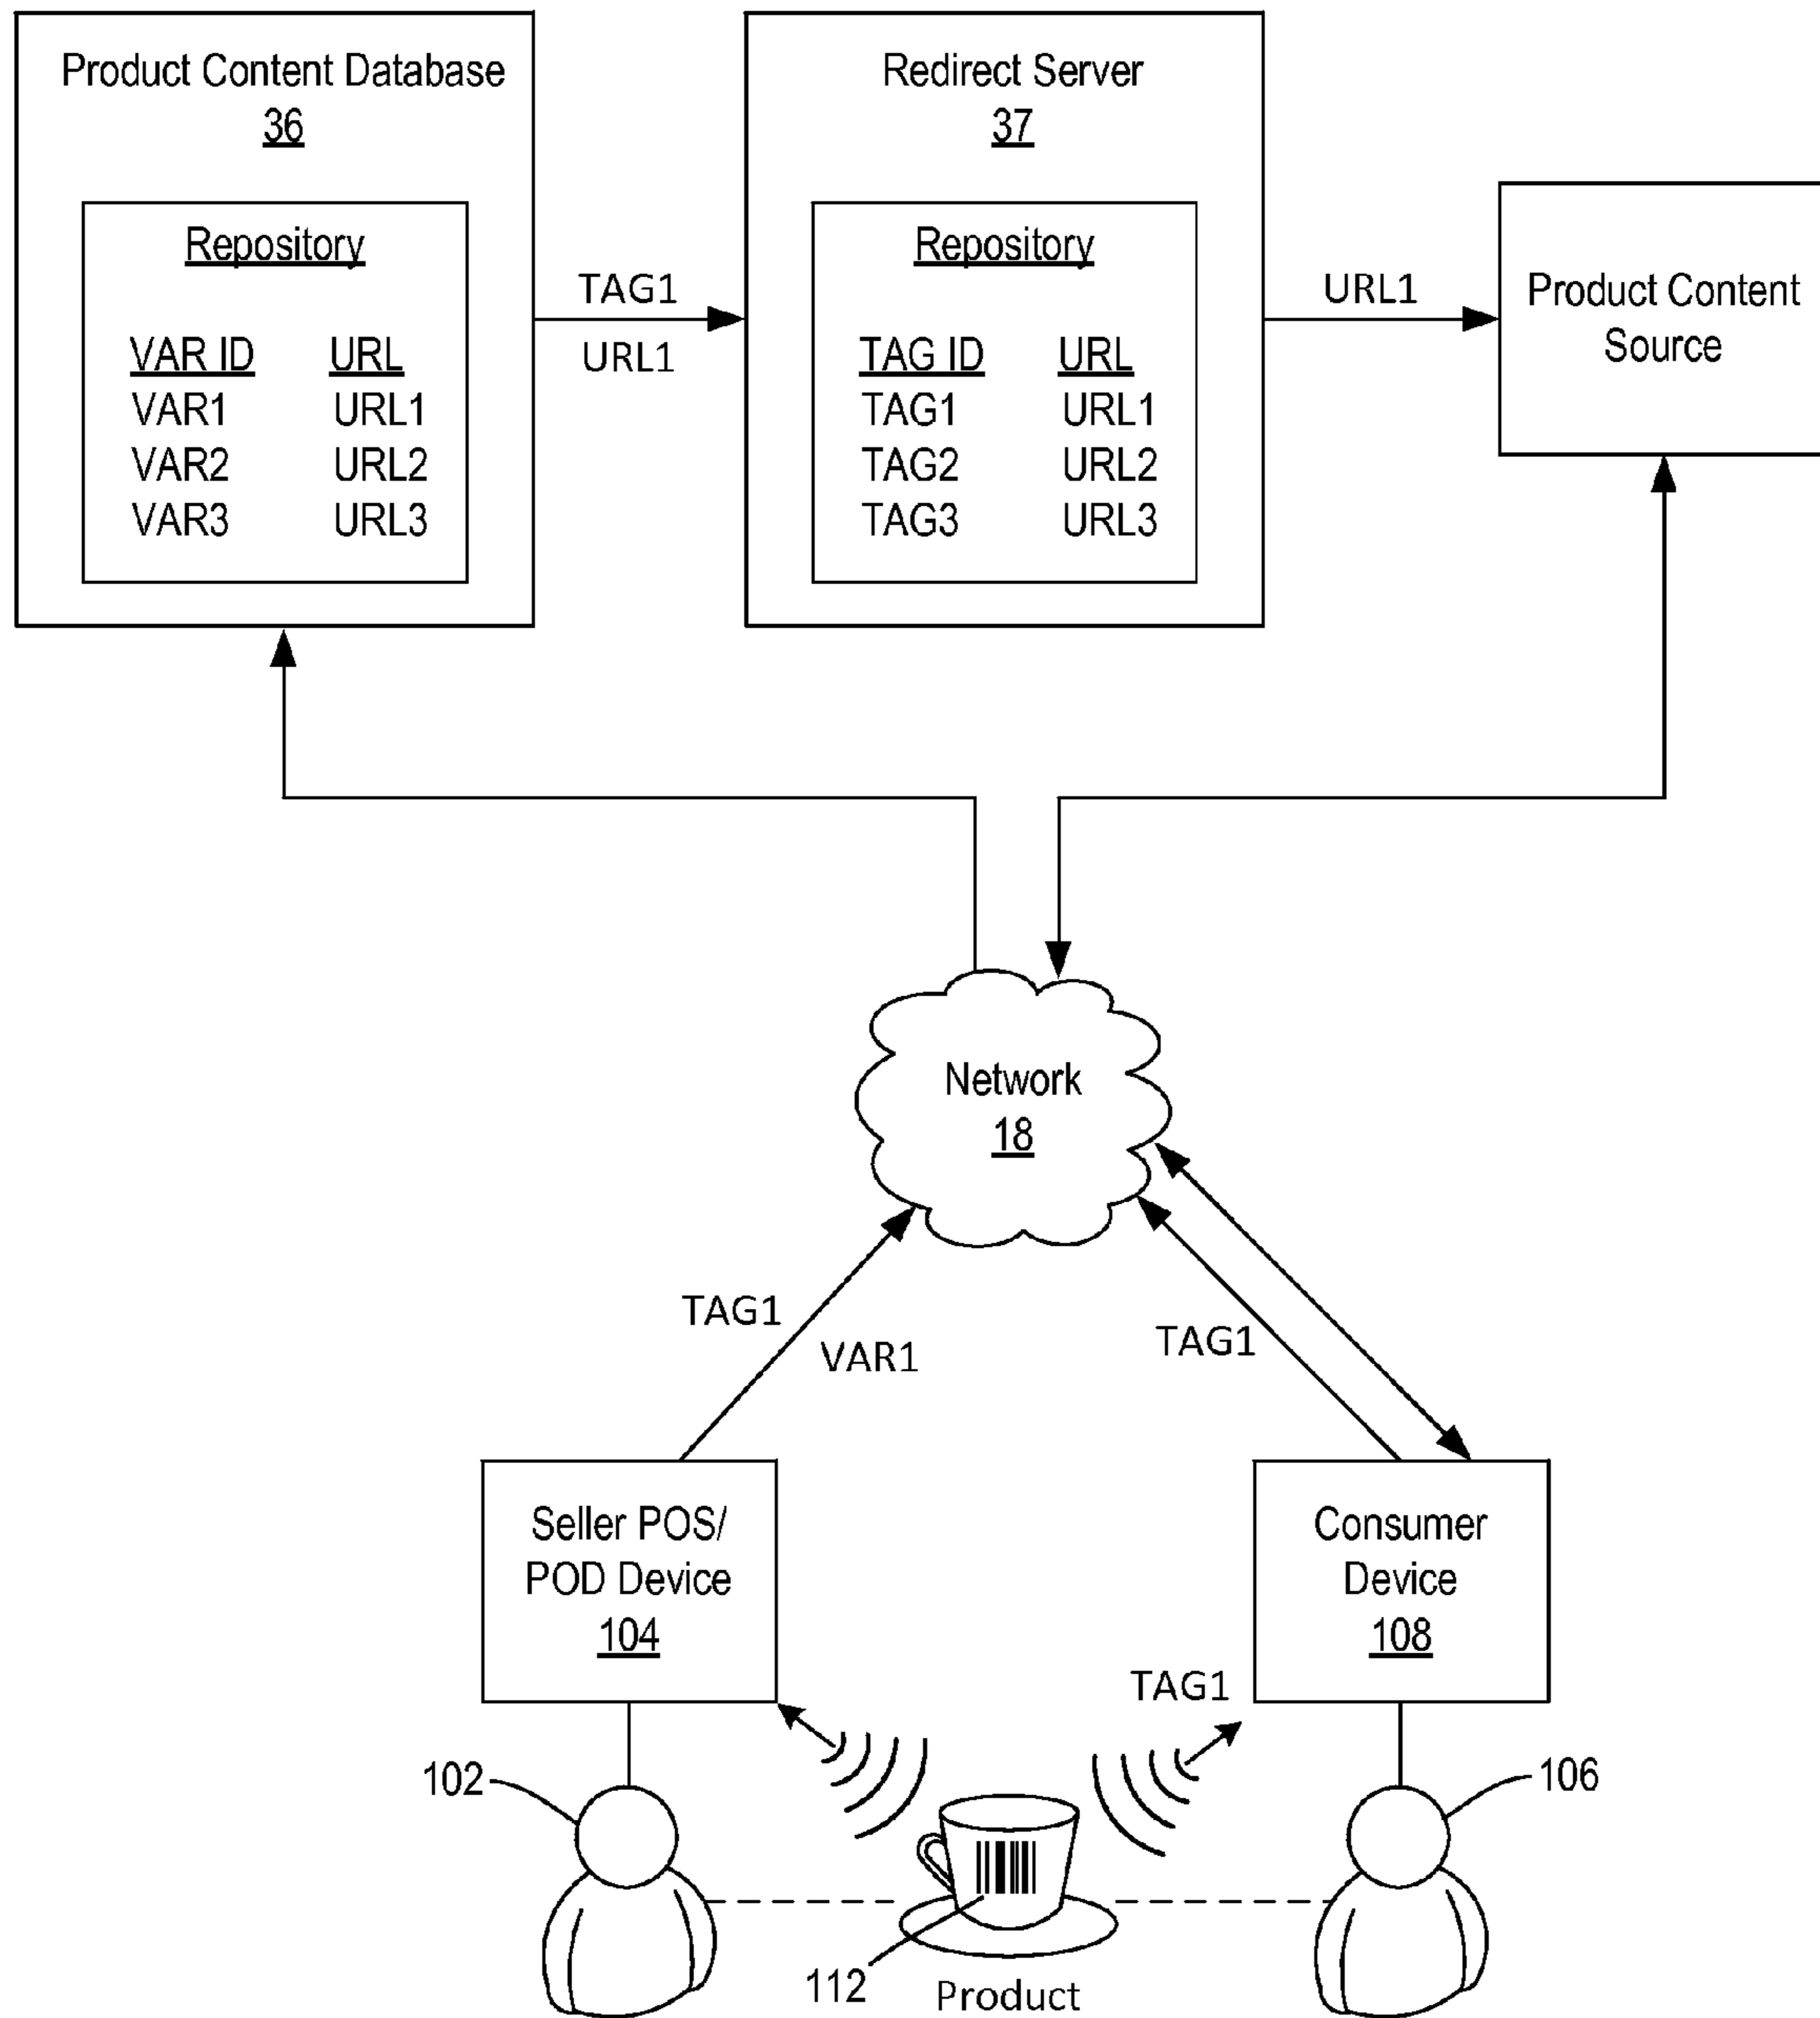 Product Content Database
36
Repository
VAR ID URL
VAR1 URL1
VAR2 URL2
VAR3 URL3
TAG1
URL1
Redirect Server
37
Repository
TAG ID URL
TAG1 URL1
TAG2 URL2
TAG3 URL3
URL1
Product Content
Source
Network
18
TAG1
VAR1
TAG1
Seller POS/
POD Device
104
Consumer
Device
108
TAG1
102
106
112
Product